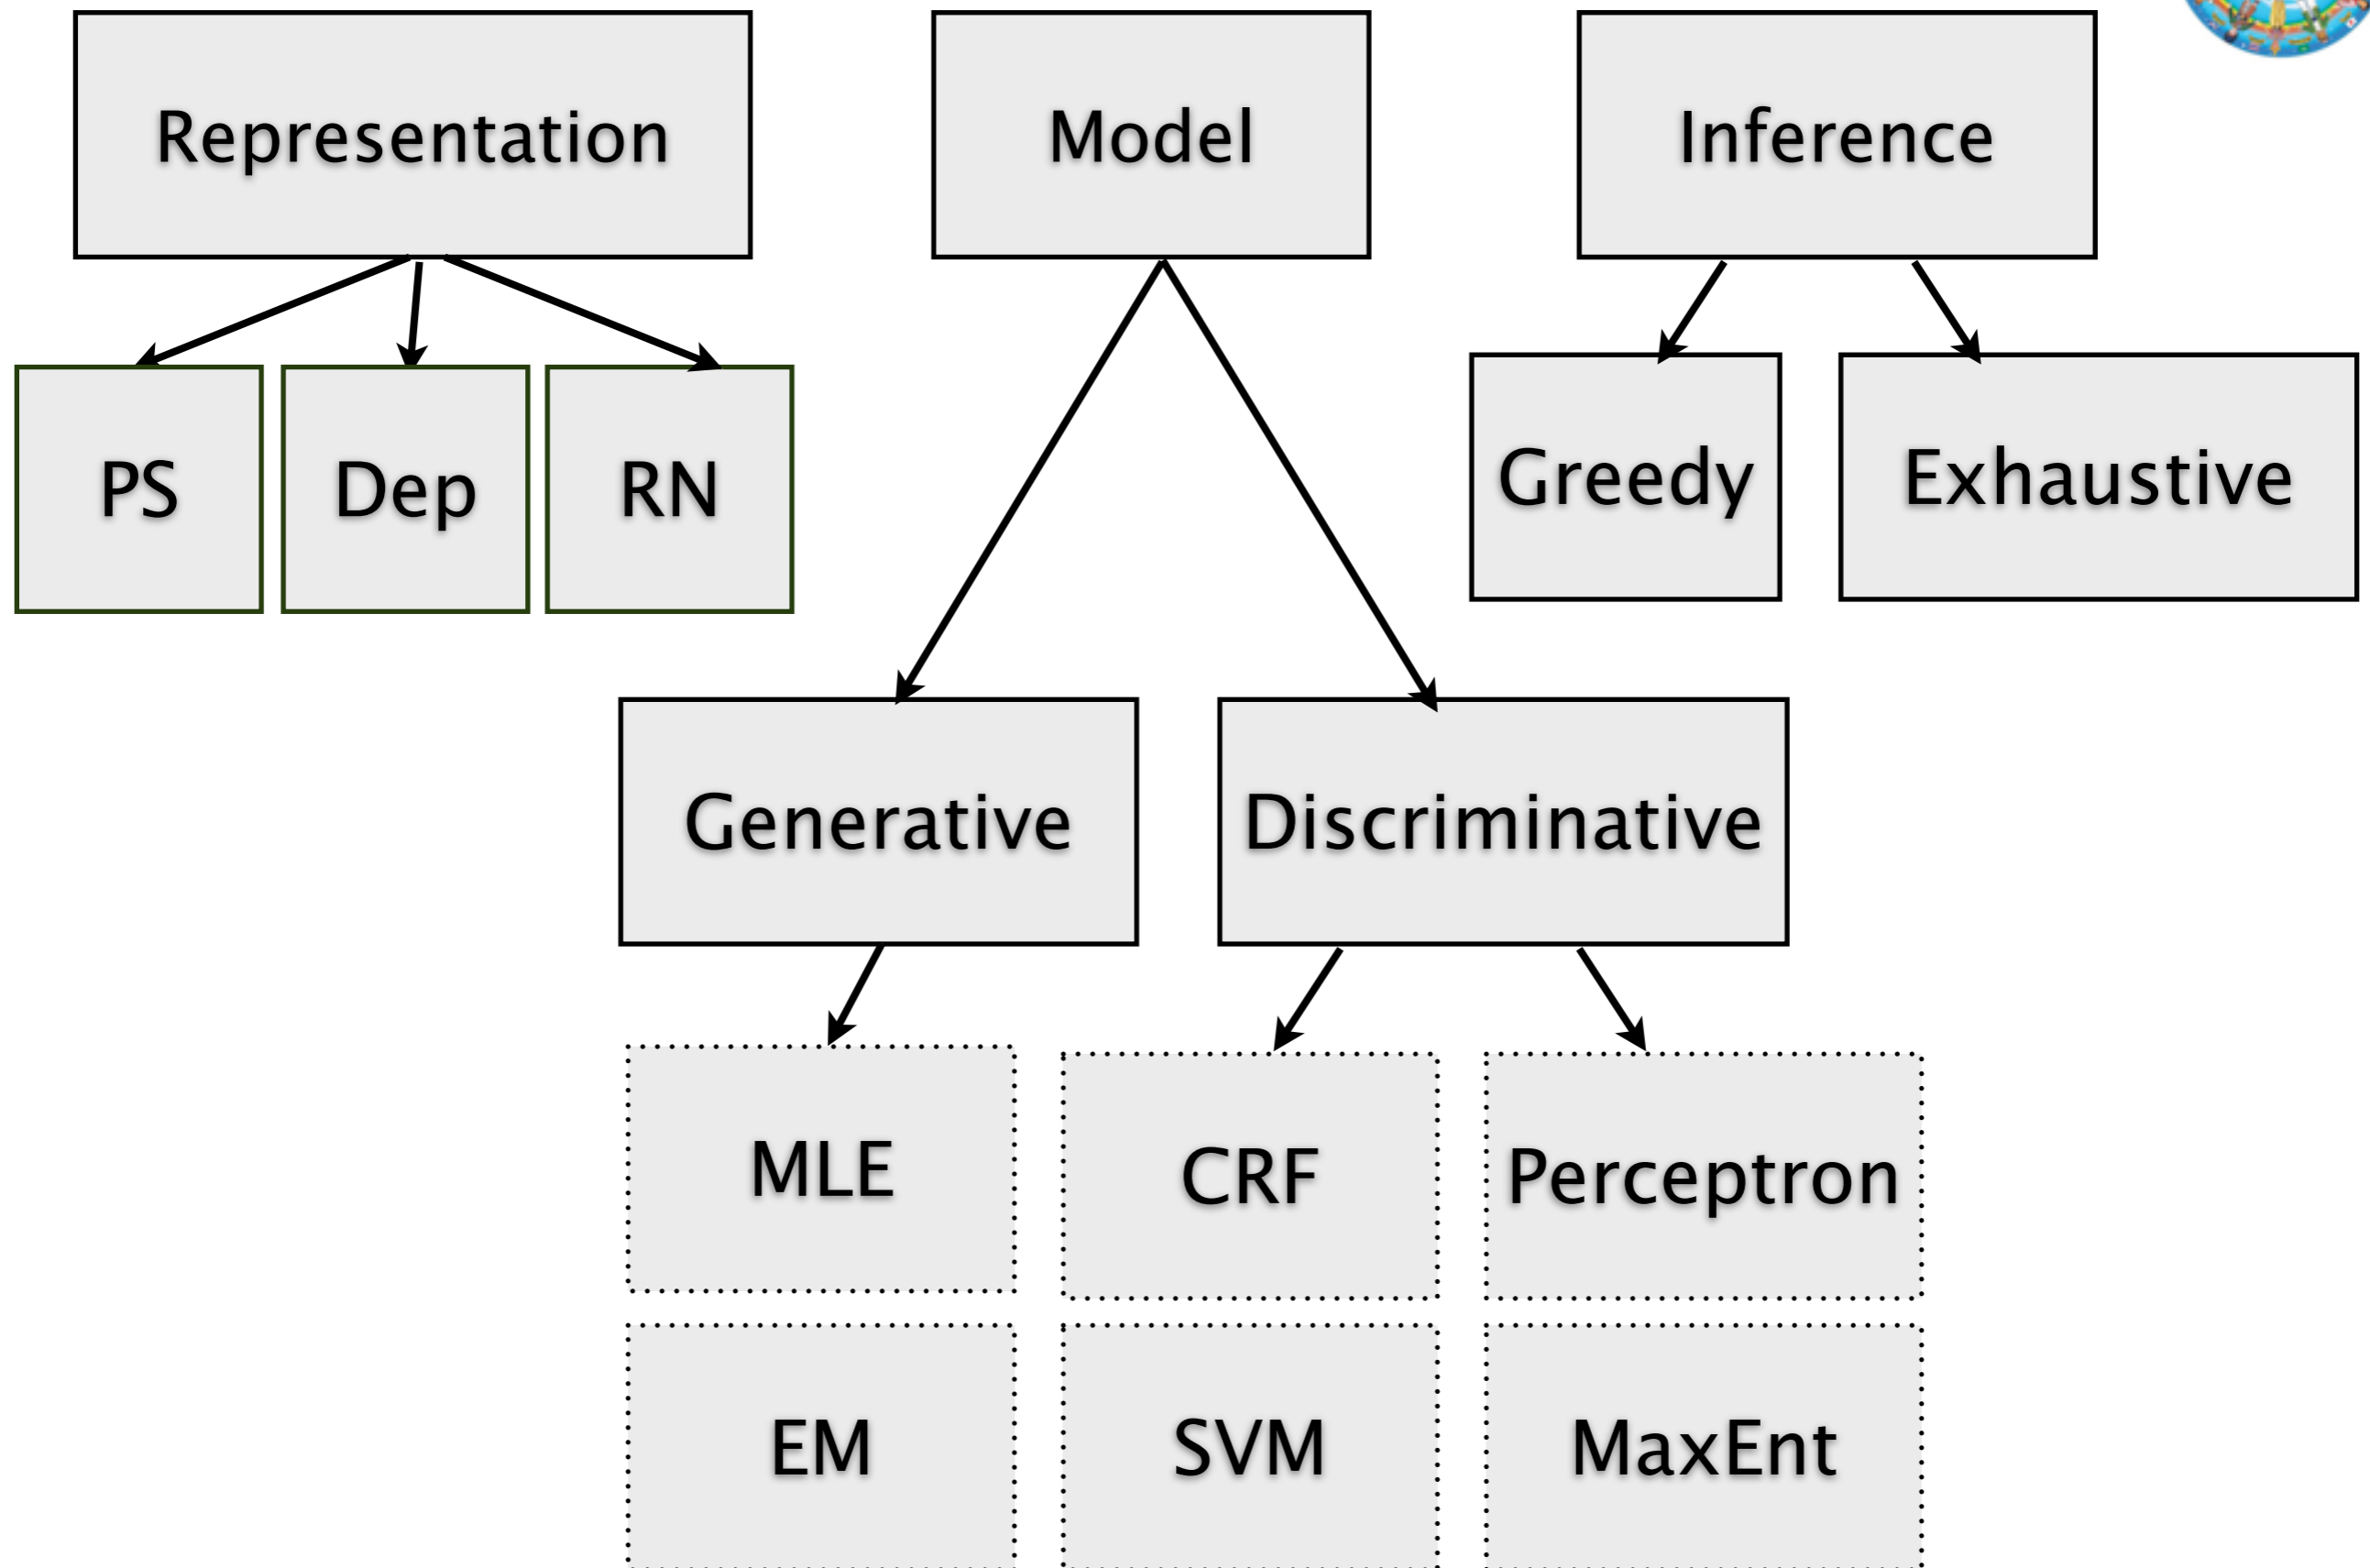 Representation
Model
Inference
PS
Dep
RN
Greedy
Exhaustive
Generative
Discriminative
MLE
CRF
Perceptron
EM
SVM
MaxEnt